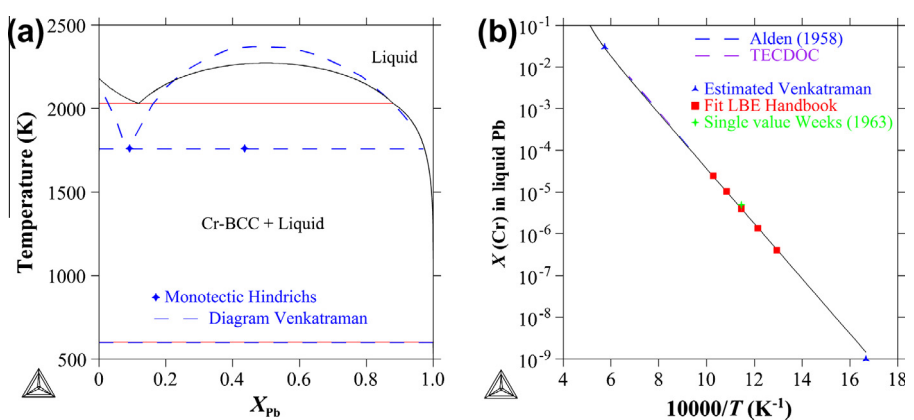 (a)
Temperature (K)
2500
2000
1500
1000
500
Liquid
Cr-BCC + Liquid
Monotectic Hindrichs
Diagram Venkatraman
0 0.2 0.4 0.6 0.8 1.0
X_Pb
(b)
X (Cr) in liquid Pb
10^-1
10^-2
10^-3
10^-4
10^-5
10^-6
10^-7
10^-8
10^-9
Alden (1958)
TECDOC
Estimated Venkatraman
Fit LBE Handbook
Single value Weeks (1963)
4 6 8 10 12 14 16 18
10000/T (K^-1)